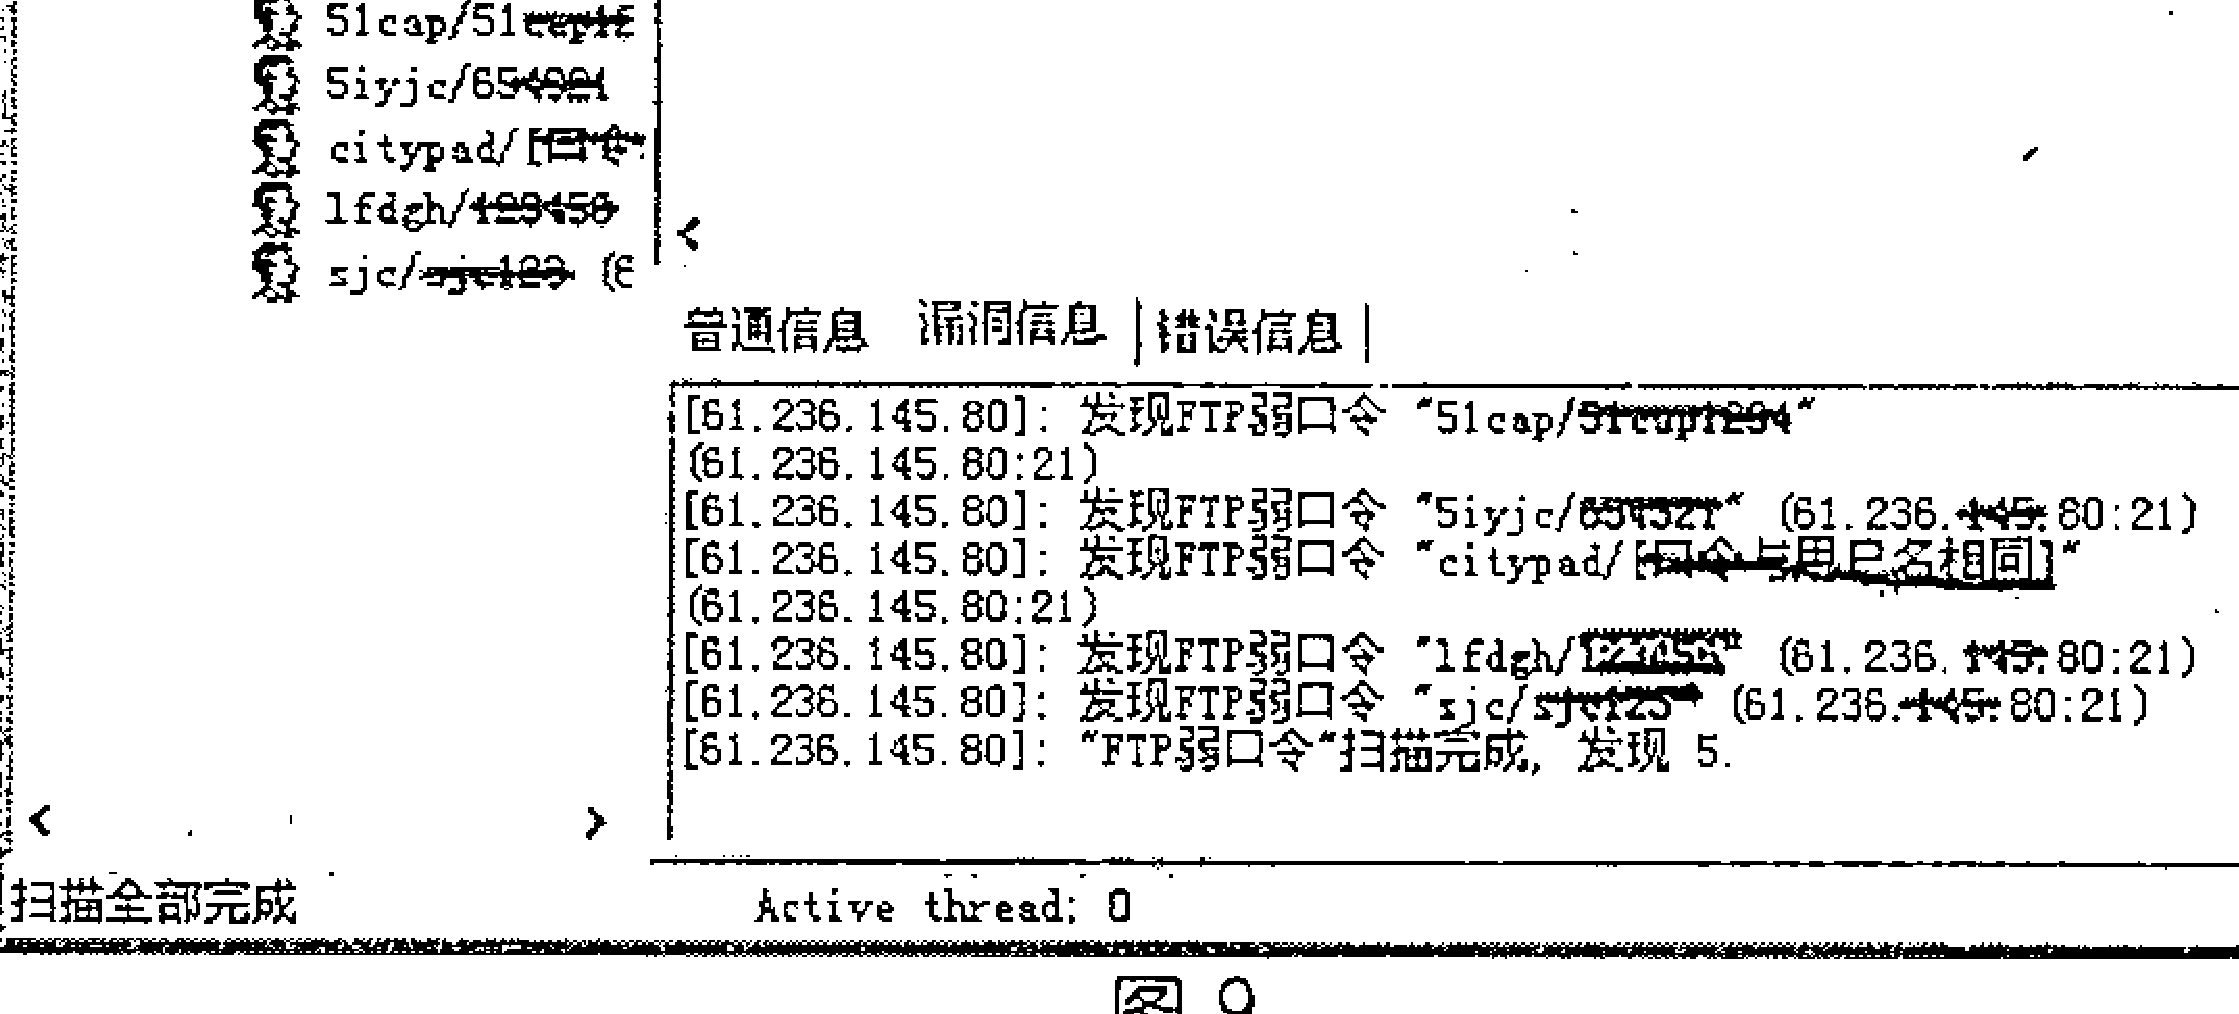 51cap/51
5iyjc/65
citypad/[
lfdgh/
sjc/ (6
普通信息 漏洞信息 错误信息
[61.236.145.80]: 发现FTP弱口令 "51cap/"
(61.236.145.80:21)
[61.236.145.80]: 发现FTP弱口令 "5iyjc/" (61.236. 80:21)
[61.236.145.80]: 发现FTP弱口令 "citypad/[]"
(61.236.145.80:21)
[61.236.145.80]: 发现FTP弱口令 "lfdgh/" (61.236. 80:21)
[61.236.145.80]: 发现FTP弱口令 "sjc/" (61.236. 80:21)
[61.236.145.80]: "FTP弱口令"扫描完成, 发现 5.
扫描全部完成 Active thread: 0
图 9